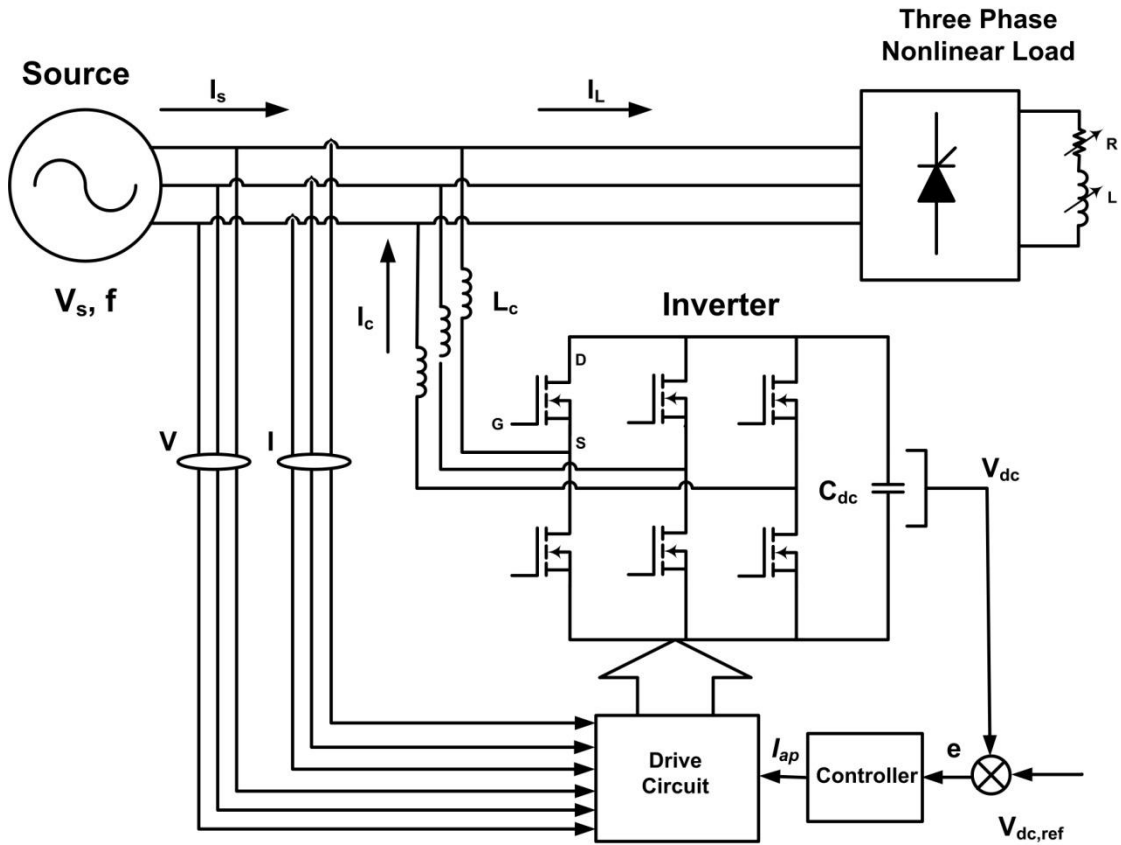 Three Phase
Nonlinear Load
Source
Is
IL
R
L
Vs, f
Ic
Lc
Inverter
D
G
S
V
I
Cdc
Vdc
Drive
Circuit
Iap
Controller
e
Vdc,ref